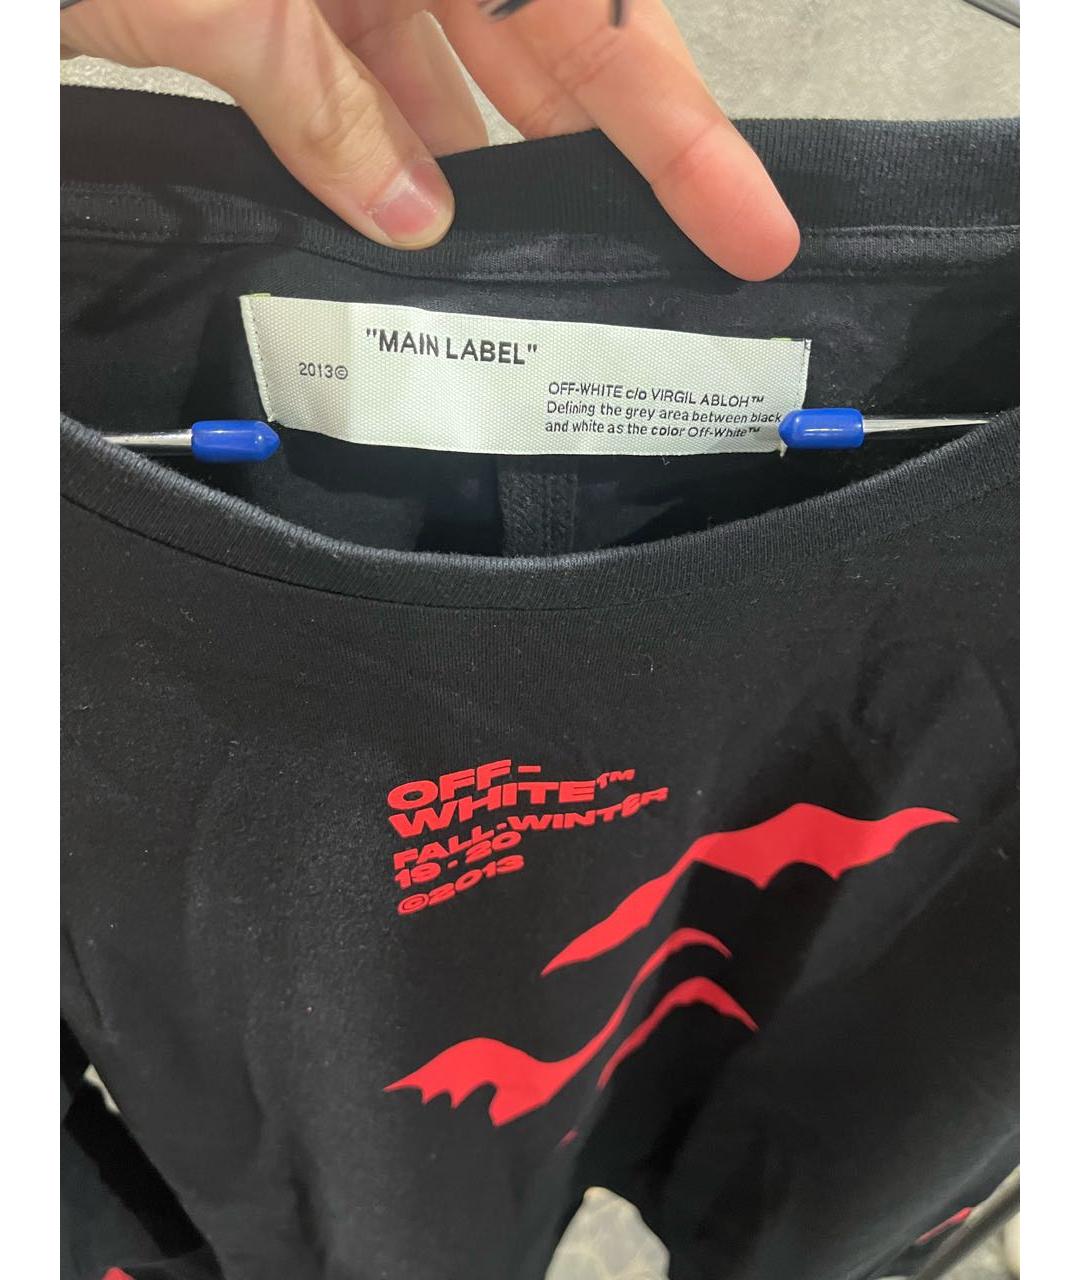 "MAIN LABEL"
2013©
OFF-WHITE c/o VIRGIL ABLOH™
Defining the grey area between black
and white as the color Off-White™
OFF-
WHITE™
FALL-WINTER
19-20
©2013